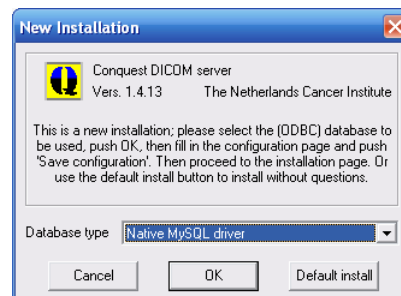 New Installation
Conquest DICOM server
Vers. 1.4.13 The Netherlands Cancer Institute
This is a new installation; please select the (ODBC) database to
be used, push OK, then fill in the configuration page and push
'Save configuration'. Then proceed to the installation page. Or
use the default install button to install without questions.
Database type Native MySQL driver
Cancel OK Default install